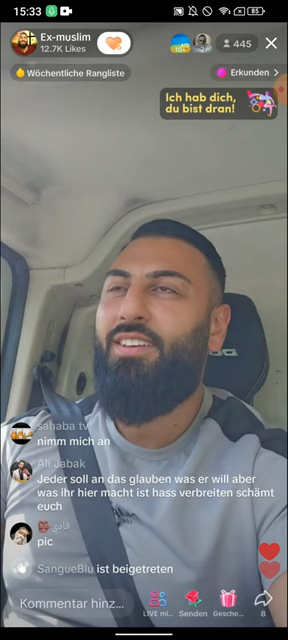 15:33
85
Ex-muslim
12.7K Likes
445
Wöchentliche Rangliste
Erkunden
Ich hab dich,
du bist dran!
sahaba tv
nimm mich an
Ali Jabak
Jeder soll an das glauben was er will aber
was ihr hier macht ist hass verbreiten schämt
euch
فادي
pic
SangueBlu ist beigetreten
Kommentar hinz...
LIVE mi...
Senden
Gesche...
8